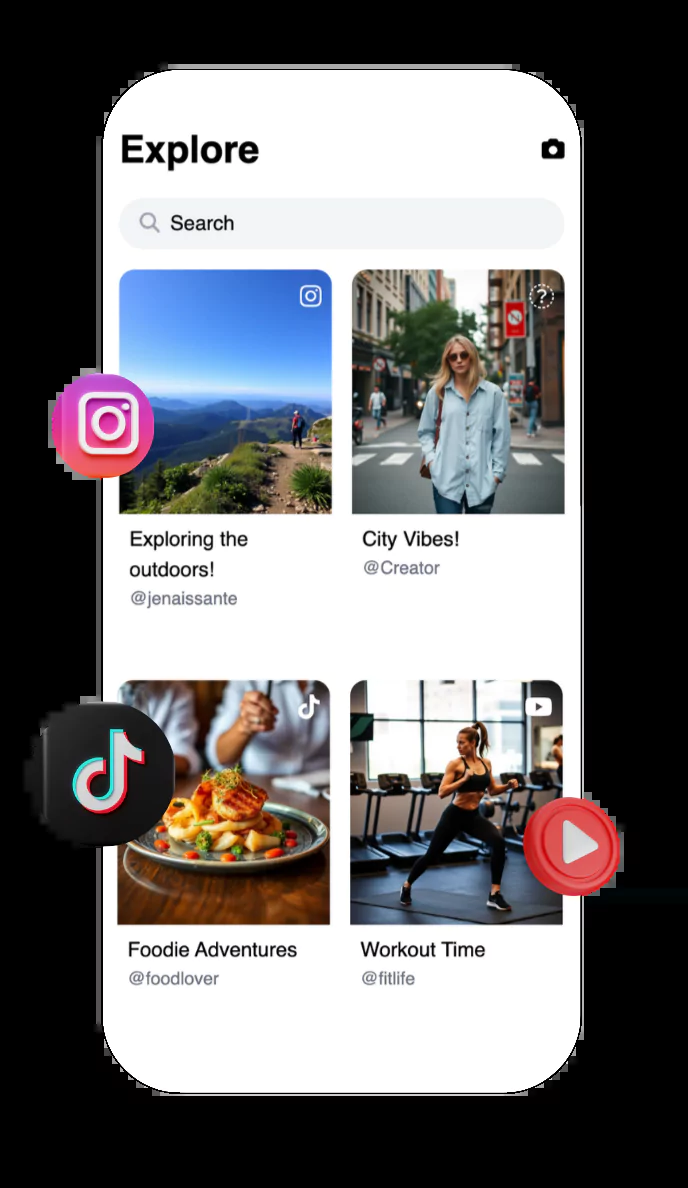 Explore
Search
?
N
Exploring the
outdoors!
@jenaissante
City Vibes!
@Creator
Foodie Adventures
@foodlover
Workout Time
@fitlife